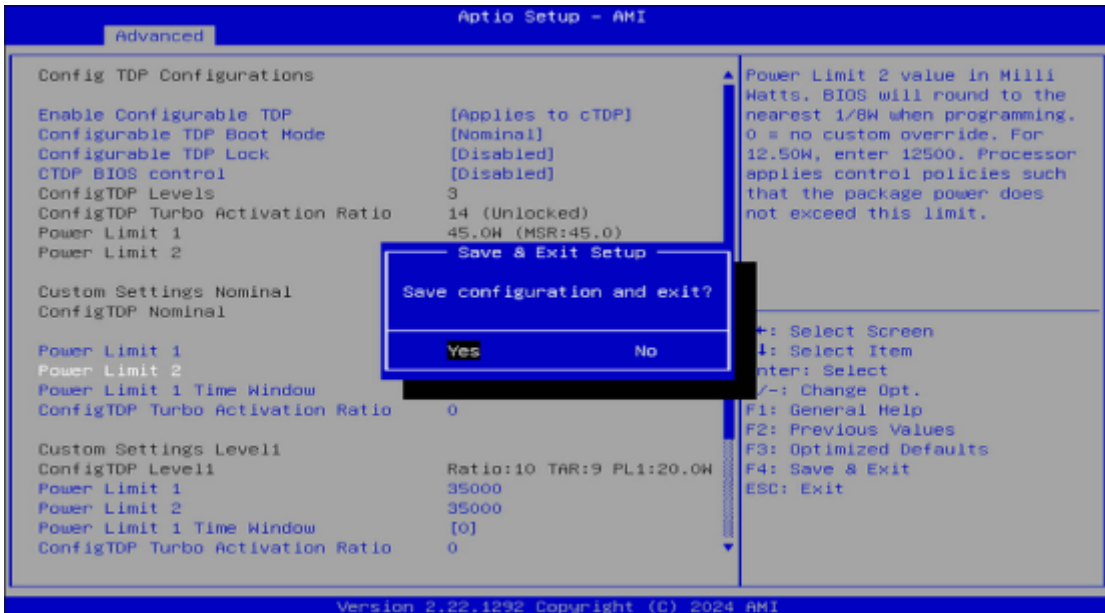 Aptio Setup - AMI
Advanced
Config TDP Configurations
Enable Configurable TDP [Applies to cTDP]
Configurable TDP Boot Mode [Nominal]
Configurable TDP Lock [Disabled]
CTDP BIOS control [Disabled]
ConfigTDP Levels 3
ConfigTDP Turbo Activation Ratio 14 (Unlocked)
Power Limit 1 45.0W (MSR:45.0)
Power Limit 2
Custom Settings Nominal
ConfigTDP Nominal
Power Limit 1
Power Limit 2
Power Limit 1 Time Window
ConfigTDP Turbo Activation Ratio 0
Custom Settings Level1
ConfigTDP Level1 Ratio:10 TAR:9 PL1:20.0W
Power Limit 1 35000
Power Limit 2 35000
Power Limit 1 Time Window [0]
ConfigTDP Turbo Activation Ratio 0
Save & Exit Setup
Save configuration and exit?
Yes No
Power Limit 2 value in Milli
Watts. BIOS will round to the
nearest 1/8W when programming.
0 = no custom override. For
12.50W, enter 12500. Processor
applies control policies such
that the package power does
not exceed this limit.
: Select Screen
: Select Item
nter: Select
/-: Change Opt.
F1: General Help
F2: Previous Values
F3: Optimized Defaults
F4: Save & Exit
ESC: Exit
Version 2.22.1292 Copyright (C) 2024 AMI